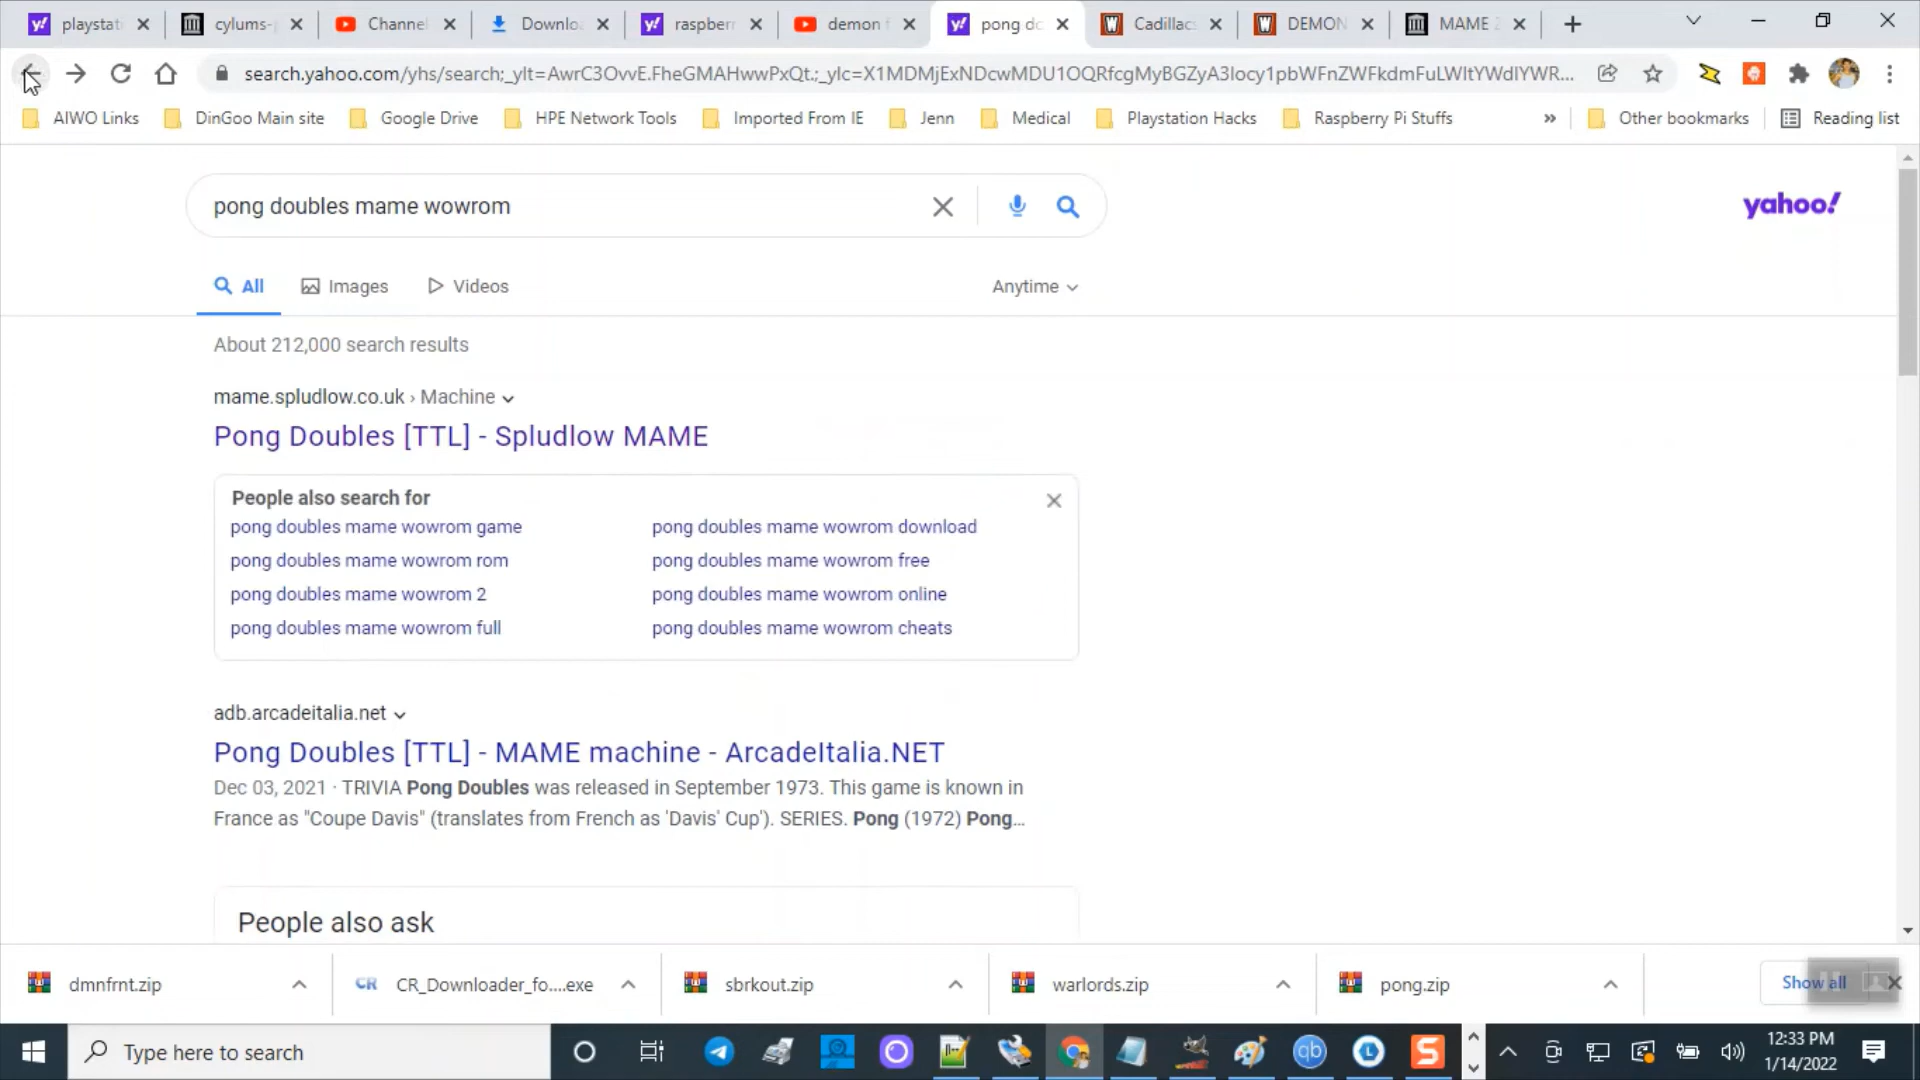 playstati
cylums-
Channel
Downloa
raspberr
demon f
pong do
Cadillacs
DEMON
MAME 2
search.yahoo.com/yhs/search;_ylt=AwrC3OvvE.FheGMAHwwPxQt.;_ylc=X1MDMjExNDcwMDU1OQRfcgMyBGZyA3locy1pbWFnZWFkdmFuLWltYWdlYWR...
AIWO Links
DinGoo Main site
Google Drive
HPE Network Tools
Imported From IE
Jenn
Medical
Playstation Hacks
Raspberry Pi Stuffs
»
Other bookmarks
Reading list
pong doubles mame wowrom
yahoo!
All
Images
Videos
Anytime
About 212,000 search results
mame.spludlow.co.uk › Machine
Pong Doubles [TTL] - Spludlow MAME
People also search for
pong doubles mame wowrom game
pong doubles mame wowrom download
pong doubles mame wowrom rom
pong doubles mame wowrom free
pong doubles mame wowrom 2
pong doubles mame wowrom online
pong doubles mame wowrom full
pong doubles mame wowrom cheats
adb.arcadeitalia.net
Pong Doubles [TTL] - MAME machine - ArcadeItalia.NET
Dec 03, 2021 · TRIVIA Pong Doubles was released in September 1973. This game is known in
France as "Coupe Davis" (translates from French as 'Davis' Cup'). SERIES. Pong (1972) Pong...
People also ask
dmnfrnt.zip
CR CR_Downloader_fo....exe
sbrkout.zip
warlords.zip
pong.zip
Show all
Type here to search
qb
L
S
12:33 PM
1/14/2022